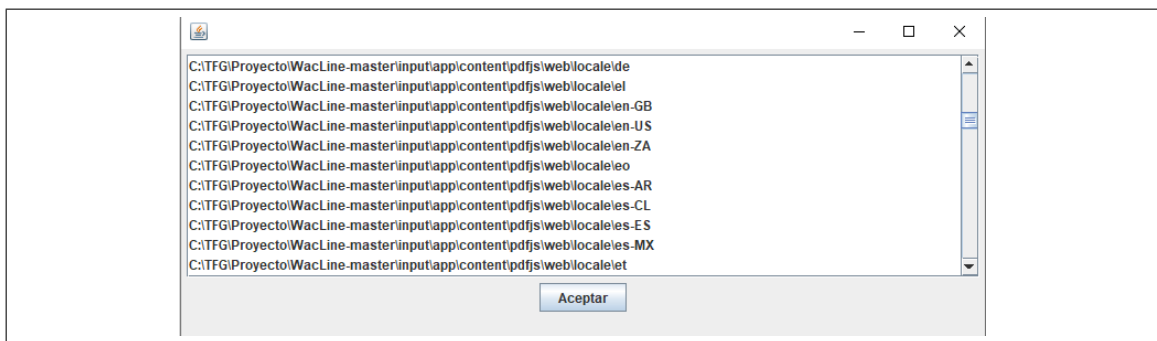 C:\TFG\Proyecto\WacLine-master\input\app\content\pdfjs\web\locale\de
C:\TFG\Proyecto\WacLine-master\input\app\content\pdfjs\web\locale\el
C:\TFG\Proyecto\WacLine-master\input\app\content\pdfjs\web\locale\en-GB
C:\TFG\Proyecto\WacLine-master\input\app\content\pdfjs\web\locale\en-US
C:\TFG\Proyecto\WacLine-master\input\app\content\pdfjs\web\locale\en-ZA
C:\TFG\Proyecto\WacLine-master\input\app\content\pdfjs\web\locale\eo
C:\TFG\Proyecto\WacLine-master\input\app\content\pdfjs\web\locale\es-AR
C:\TFG\Proyecto\WacLine-master\input\app\content\pdfjs\web\locale\es-CL
C:\TFG\Proyecto\WacLine-master\input\app\content\pdfjs\web\locale\es-ES
C:\TFG\Proyecto\WacLine-master\input\app\content\pdfjs\web\locale\es-MX
C:\TFG\Proyecto\WacLine-master\input\app\content\pdfjs\web\locale\et
Aceptar